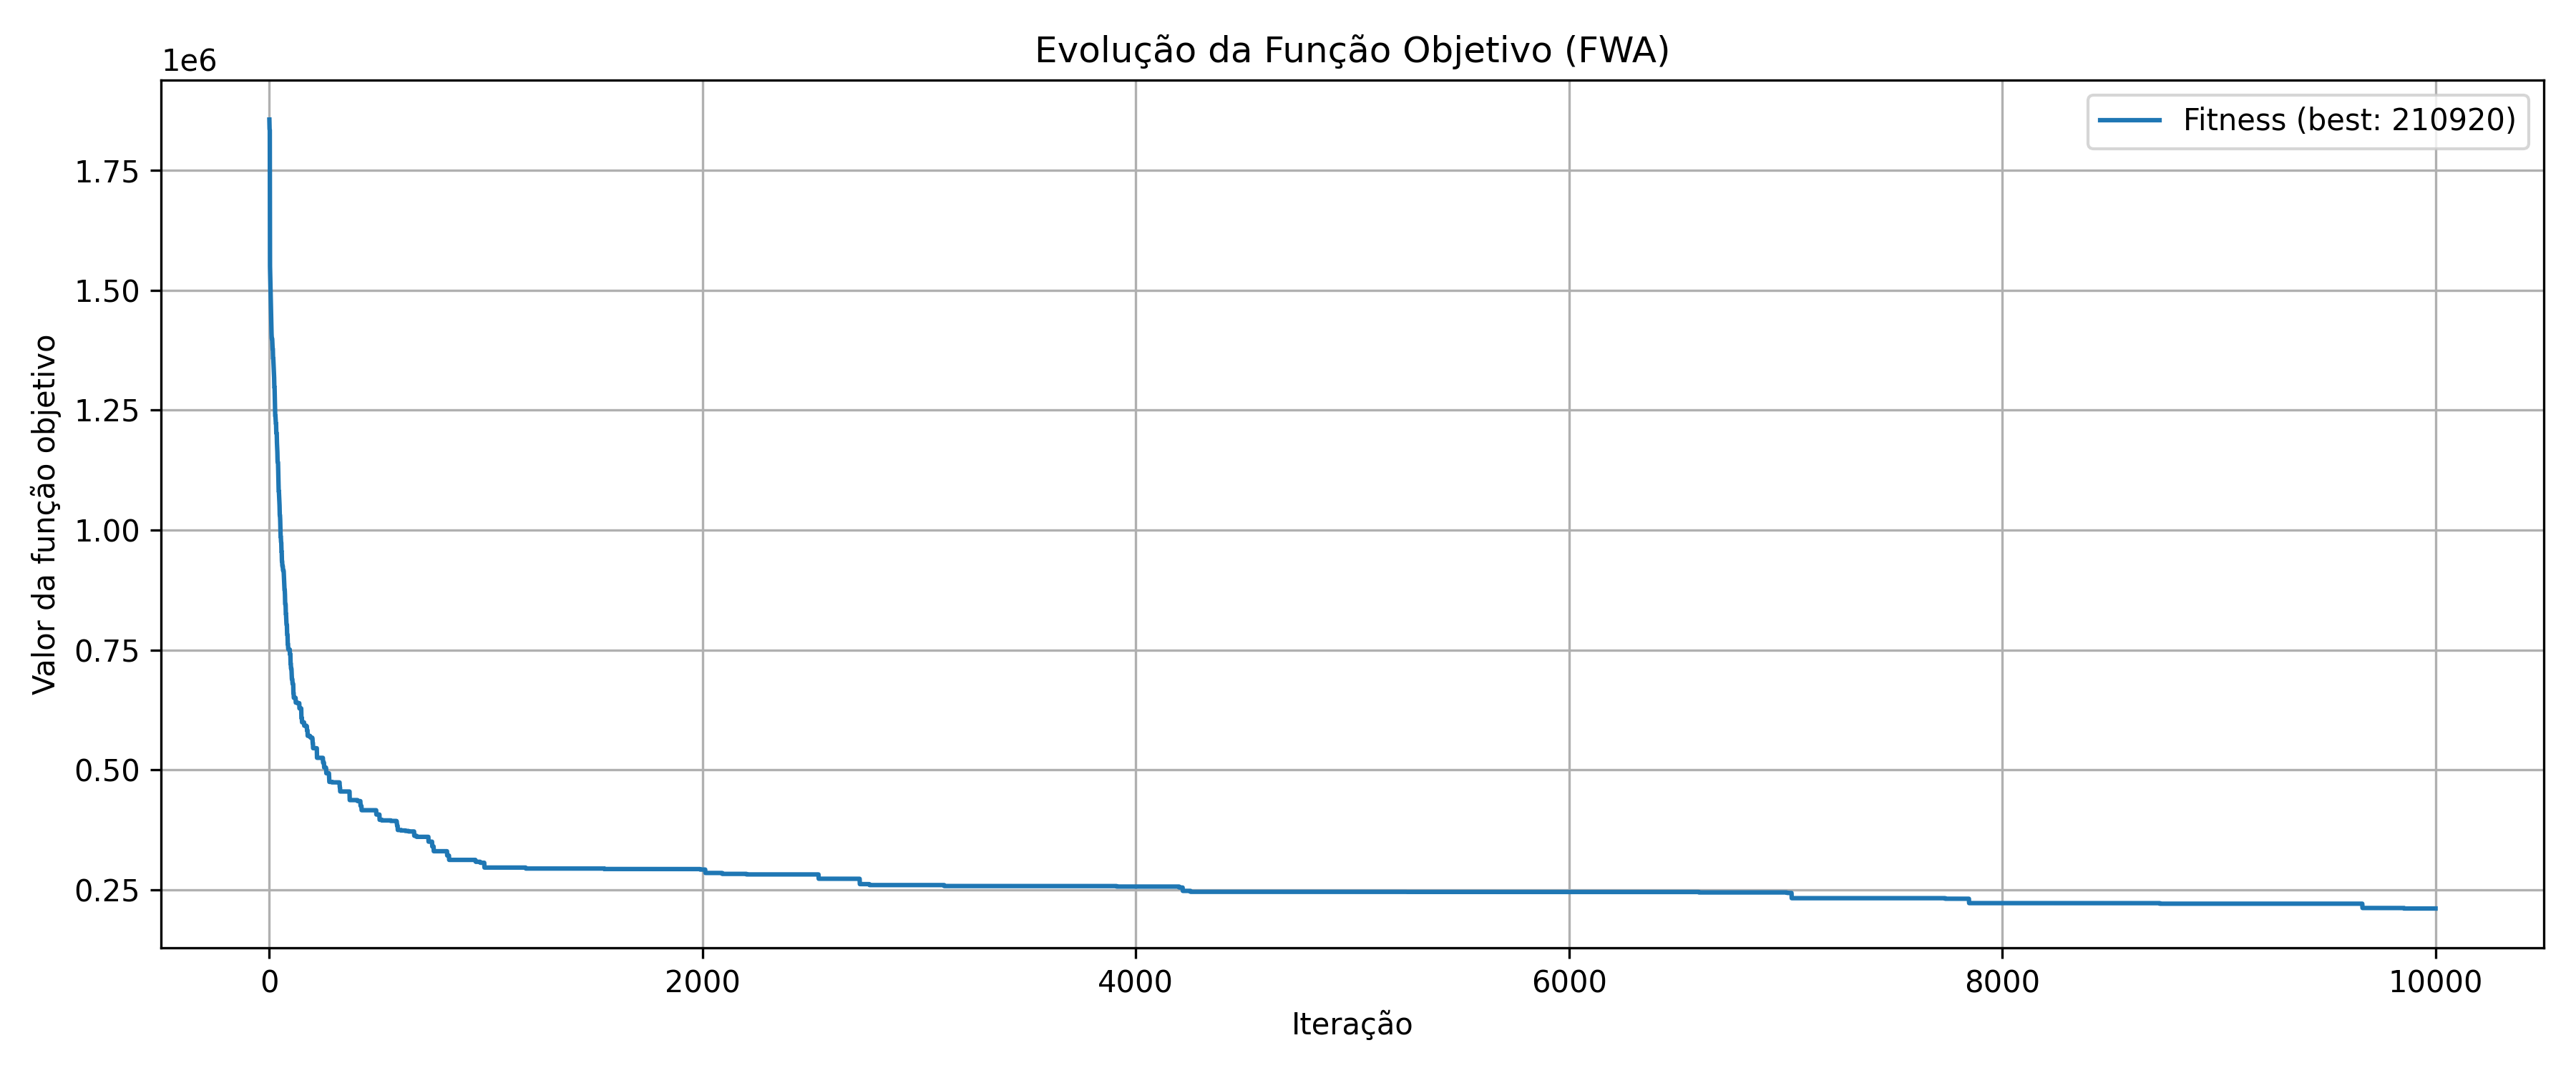 Evolução da Função Objetivo (FWA)
1e6
Fitness (best: 210920)
1.75
1.50
1.25
1.00
0.75
0.50
0.25
Valor da função objetivo
0 2000 4000 6000 8000 10000
Iteração